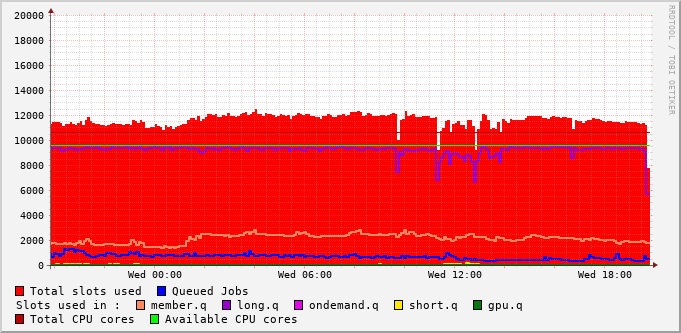 20000
18000
16000
14000
12000
10000
8000
6000
4000
2000
0
Wed 00:00 Wed 06:00 Wed 12:00 Wed 18:00
Total slots used Queued Jobs
Slots used in : member.q long.q ondemand.q short.q gpu.q
Total CPU cores Available CPU cores
RRDTOOL / TOBI OETIKER